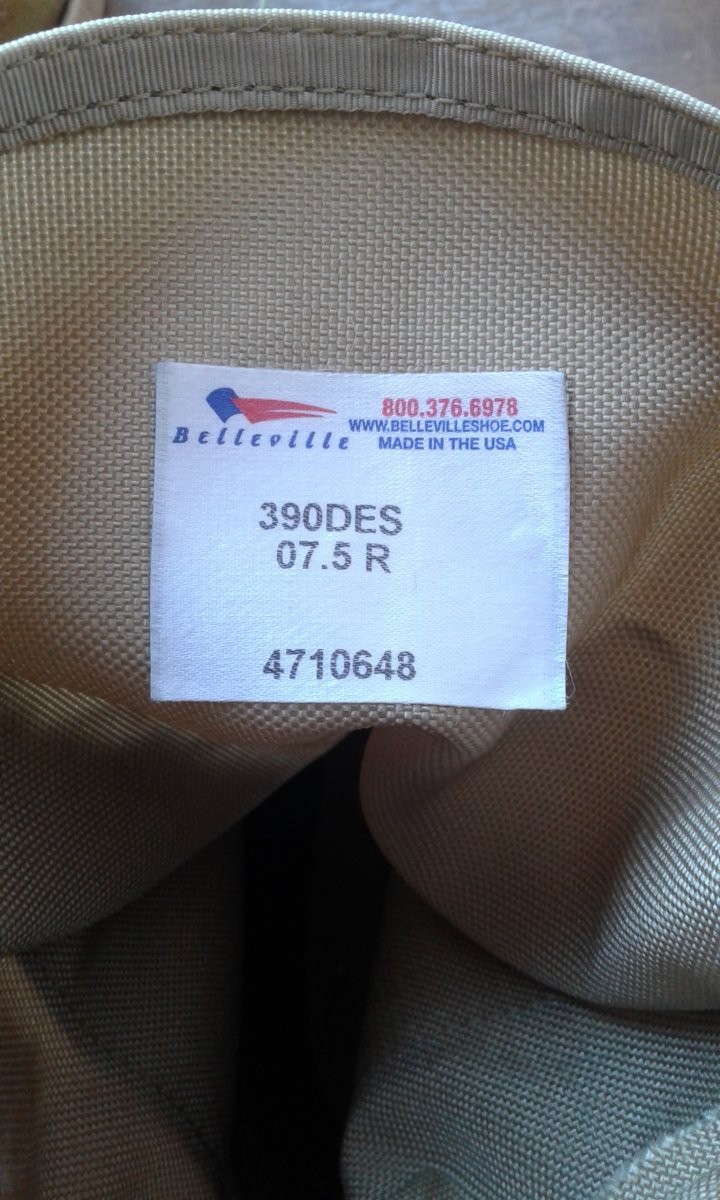 Belleville
800.376.6978
WWW.BELLEVILLESHOE.COM
MADE IN THE USA
390DES
07.5 R
4710648